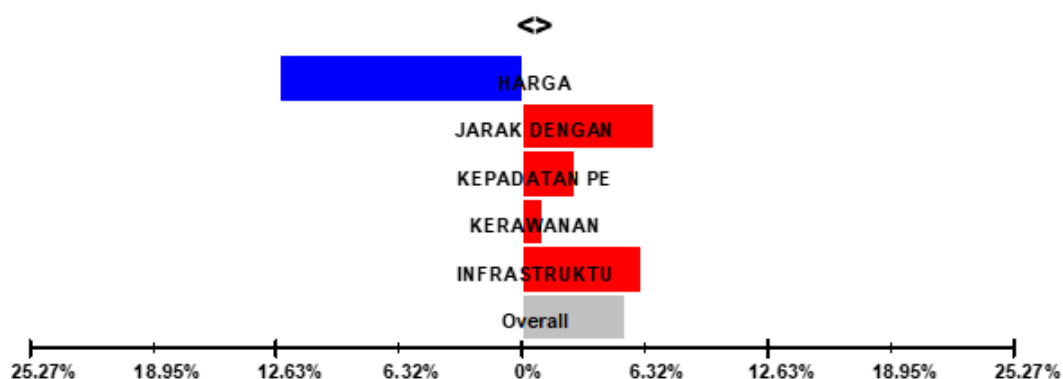 <>
HARGA
JARAK DENGAN
KEPADATAN PE
KERAWANAN
INFRASTRUKTU
Overall
25.27% 18.95% 12.63% 6.32% 0% 6.32% 12.63% 18.95% 25.27%